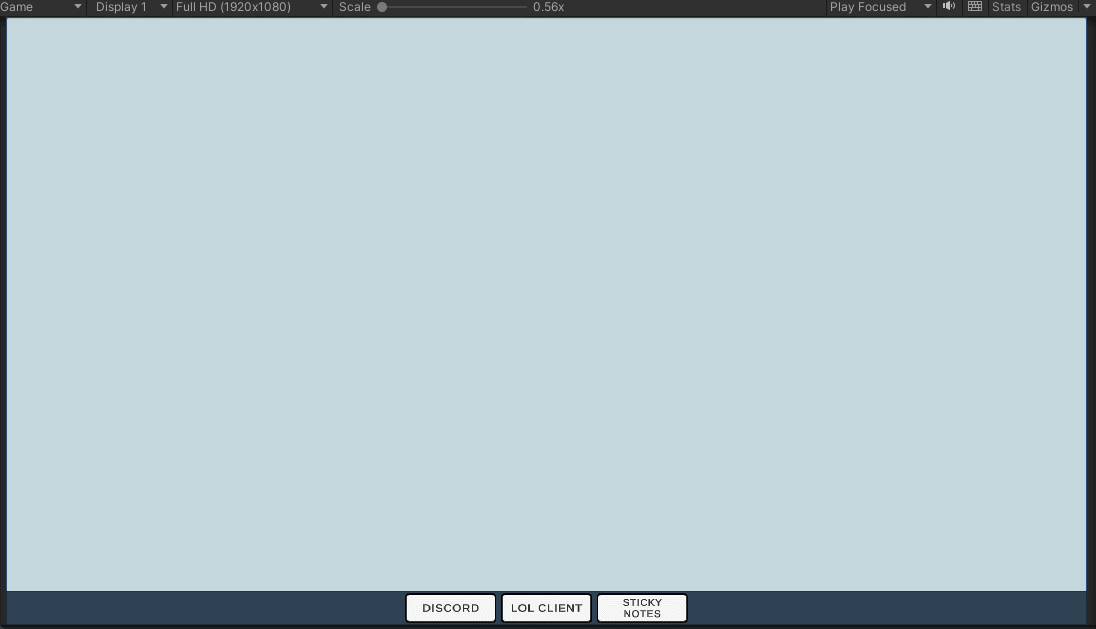 Game Display 1 Full HD (1920x1080) Scale 0.56x Play Focused Stats Gizmos
DISCORD LOL CLIENT STICKY
NOTES